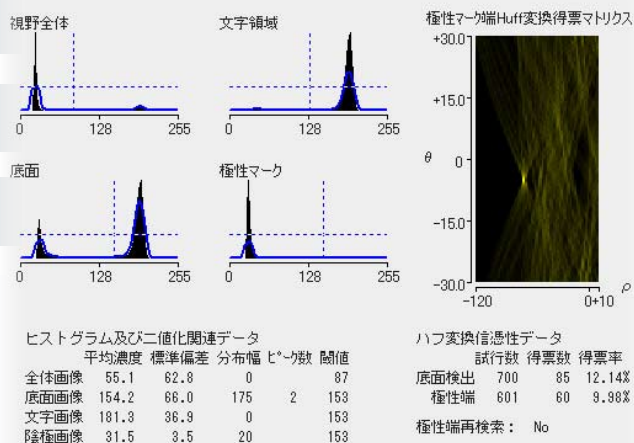 視野全体
0 128 255
文字領域
0 128 255
底面
0 128 255
極性マーク
0 128 255
極性マーク端Huff変換得票マトリクス
+30.0
+15.0
θ 0
-15.0
-30.0
-120 0 +10 ρ
ヒストグラム及び二値化関連データ
平均濃度 標準偏差 分布幅 ピーク数 閾値
全体画像 55.1 62.8 0 87
底面画像 154.2 66.0 175 2 153
文字画像 181.3 36.9 0 153
陰極画像 31.5 3.5 20 153
ハフ変換信憑性データ
試行数 得票数 得票率
底面検出 700 85 12.14%
極性端 601 60 9.98%
極性端再検索： No